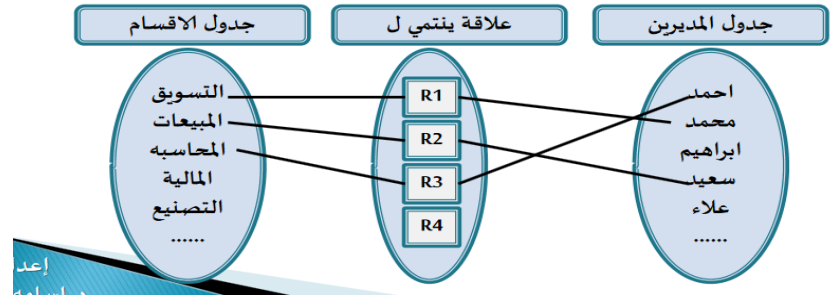 جدول المديرين
علاقة ينتمي ل
جدول الاقسام
احمد
محمد
ابراهيم
سعيد
علاء
......
R1
R2
R3
R4
التسويق
المبيعات
المحاسبه
المالية
التصنيع
......